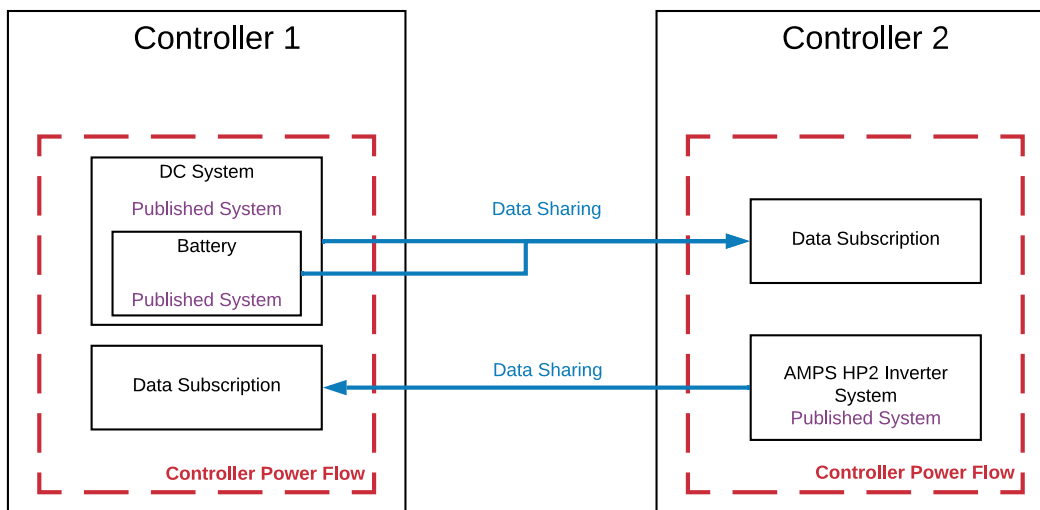 Controller 1
DC System
Published System
Battery
Published System
Data Subscription
Controller Power Flow
Data Sharing
Data Sharing
Controller 2
Data Subscription
AMPS HP2 Inverter
System
Published System
Controller Power Flow